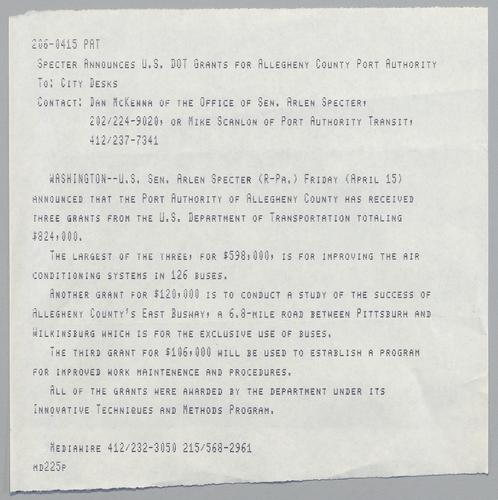 206-0415 PAT
SPECTER ANNOUNCES U.S. DOT GRANTS FOR ALLEGHENY COUNTY PORT AUTHORITY
TO: CITY DESKS
CONTACT: DAN MCKENNA OF THE OFFICE OF SEN. ARLEN SPECTER,
202/224-9020, OR MIKE SCANLON OF PORT AUTHORITY TRANSIT,
412/237-7341
WASHINGTON--U.S. SEN. ARLEN SPECTER (R-PA.) FRIDAY (APRIL 15)
ANNOUNCED THAT THE PORT AUTHORITY OF ALLEGHENY COUNTY HAS RECEIVED
THREE GRANTS FROM THE U.S. DEPARTMENT OF TRANSPORTATION TOTALING
$824,000.
THE LARGEST OF THE THREE, FOR $598,000, IS FOR IMPROVING THE AIR
CONDITIONING SYSTEMS IN 126 BUSES.
ANOTHER GRANT FOR $120,000 IS TO CONDUCT A STUDY OF THE SUCCESS OF
ALLEGHENY COUNTY'S EAST BUSWAY, A 6.8-MILE ROAD BETWEEN PITTSBURH AND
WILKINSBURG WHICH IS FOR THE EXCLUSIVE USE OF BUSES.
THE THIRD GRANT FOR $106,000 WILL BE USED TO ESTABLISH A PROGRAM
FOR IMPROVED WORK MAINTENENCE AND PROCEDURES.
ALL OF THE GRANTS WERE AWARDED BY THE DEPARTMENT UNDER ITS
INNOVATIVE TECHNIQUES AND METHODS PROGRAM.
MEDIAWIRE 412/232-3050 215/568-2961
MD225P